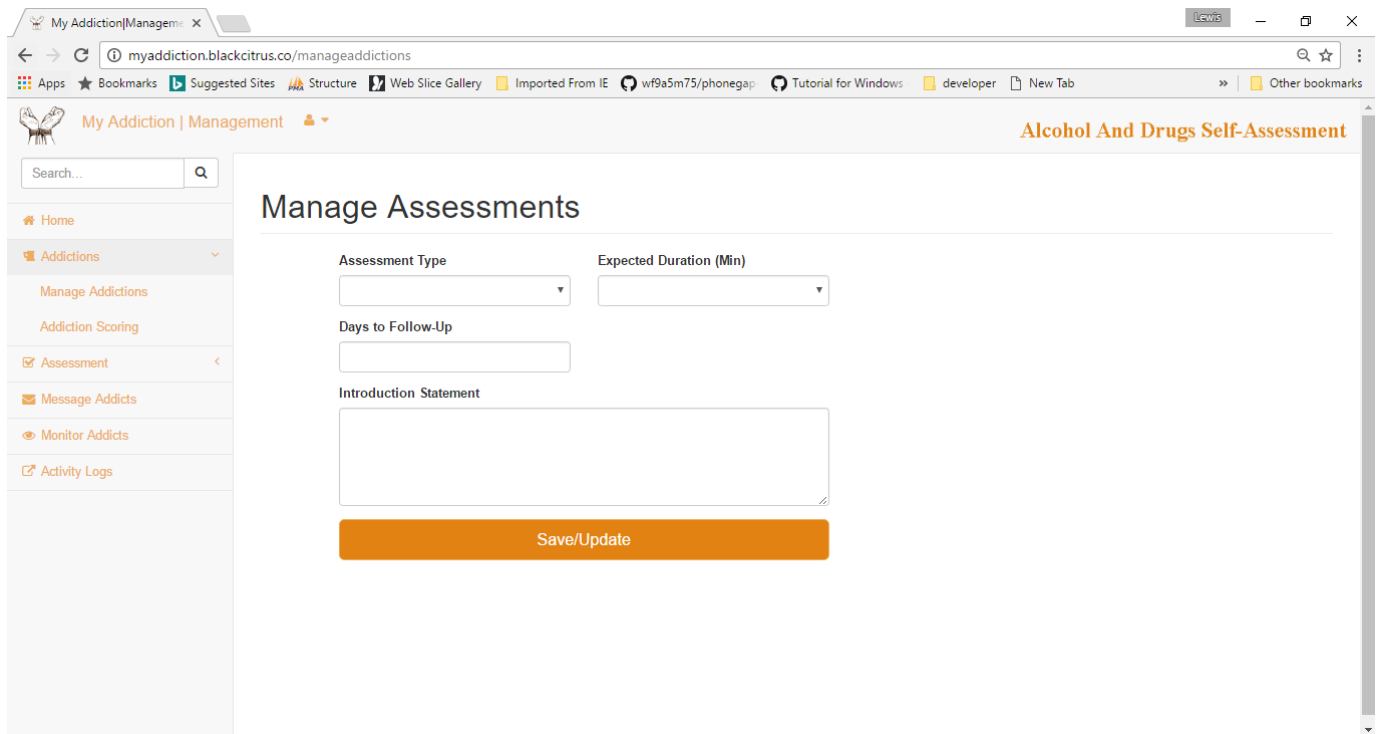 My Addiction|Manageme
Lewis
myaddiction.blackcitrus.co/manageaddictions
Apps Bookmarks Suggested Sites Structure Web Slice Gallery Imported From IE wf9a5m75/phonegap Tutorial for Windows developer New Tab » Other bookmarks
My Addiction | Management
Alcohol And Drugs Self-Assessment
Search...
Manage Assessments
Home
Addictions
Manage Addictions
Addiction Scoring
Assessment
Message Addicts
Monitor Addicts
Activity Logs
Assessment Type Expected Duration (Min)
Days to Follow-Up
Introduction Statement
Save/Update